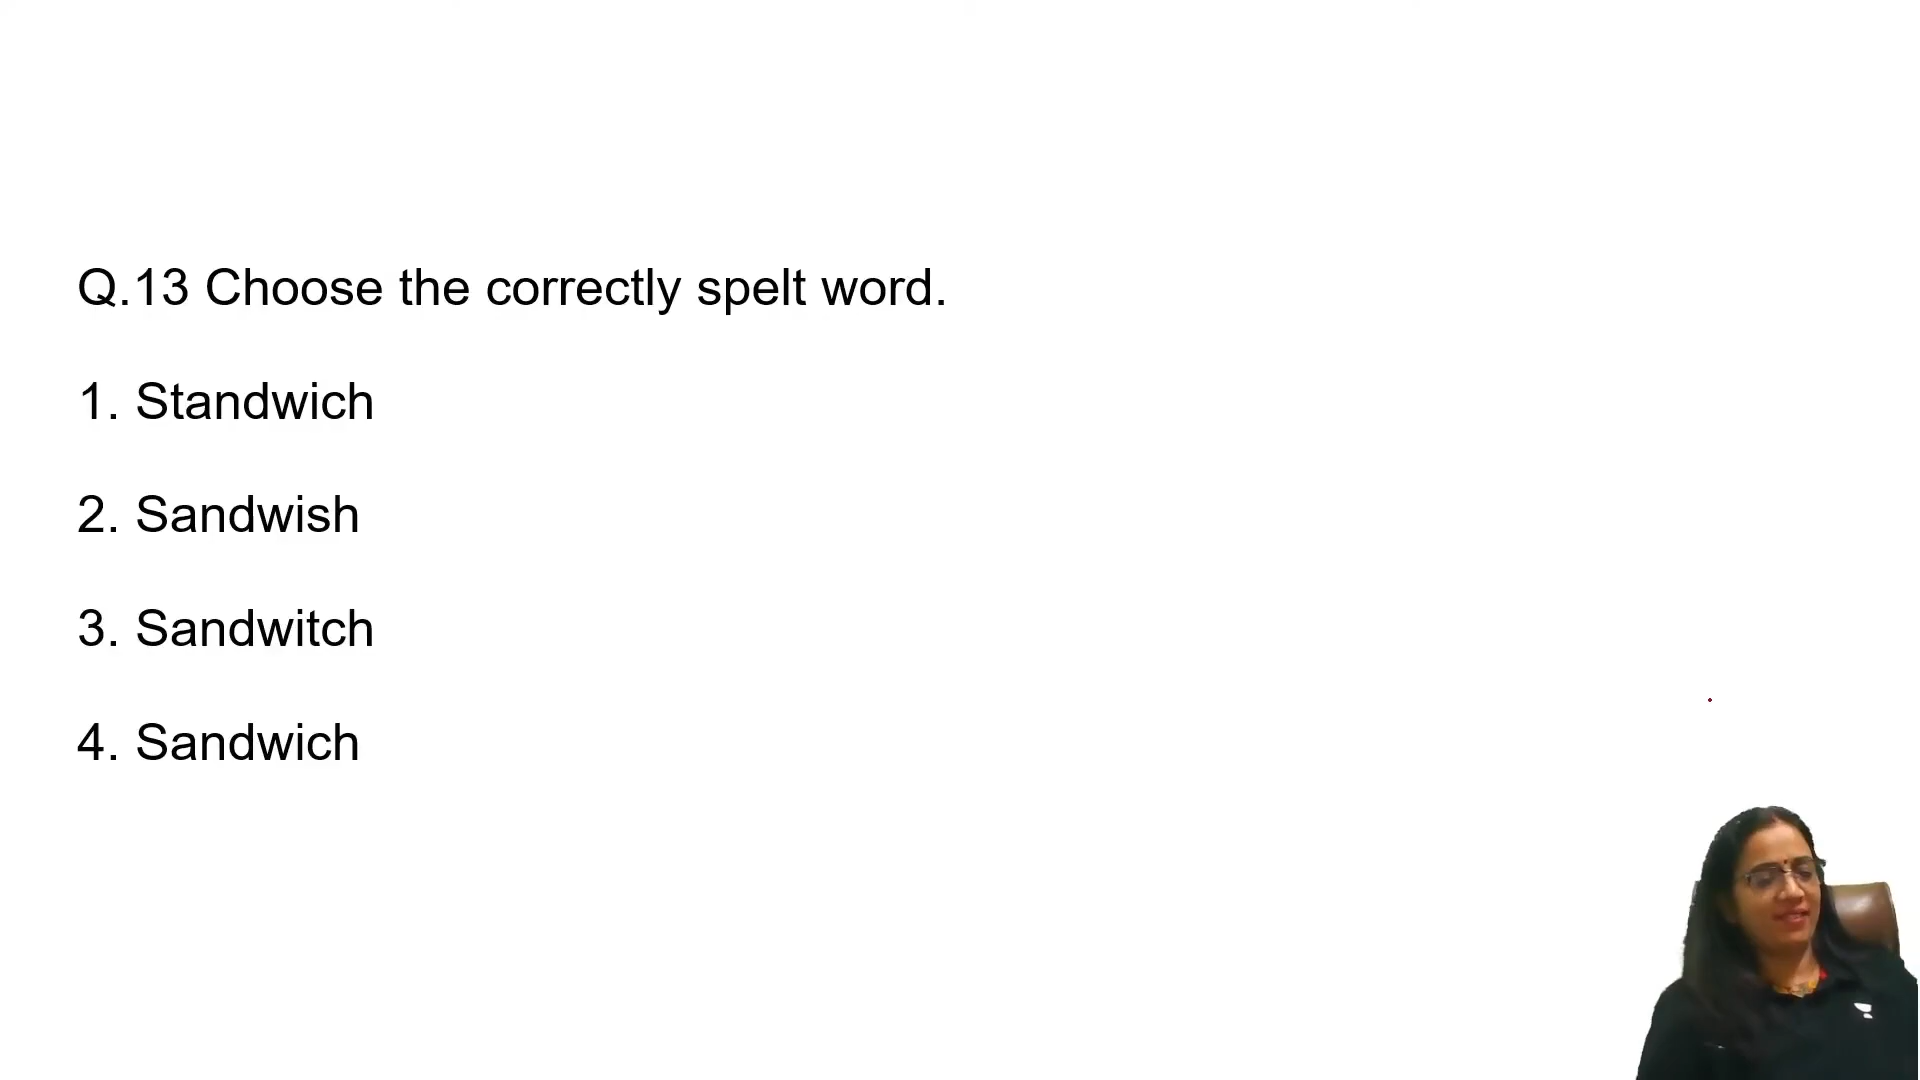 Q.13 Choose the correctly spelt word.
1. Standwich
2. Sandwish
3. Sandwitch
4. Sandwich